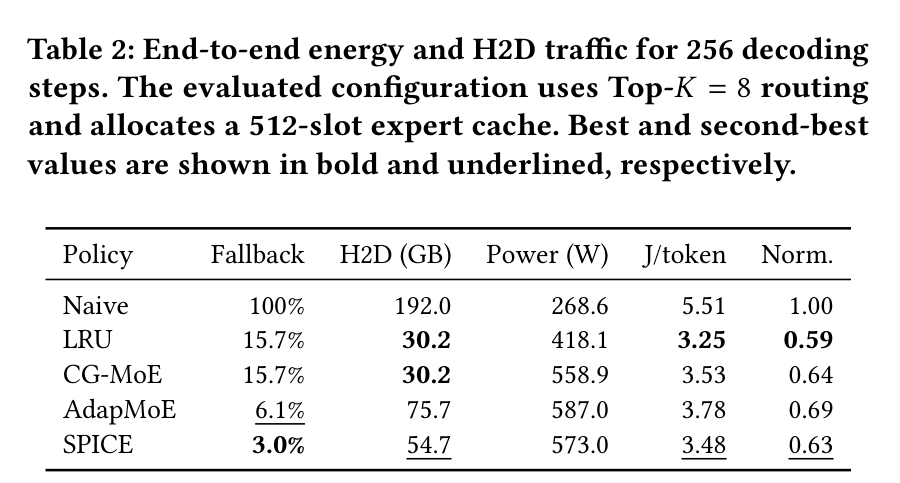 Table 2: End-to-end energy and H2D traffic for 256 decoding
steps. The evaluated configuration uses Top-K = 8 routing
and allocates a 512-slot expert cache. Best and second-best
values are shown in bold and underlined, respectively.
Policy Fallback H2D (GB) Power (W) J/token Norm.
Naive 100% 192.0 268.6 5.51 1.00
LRU 15.7% 30.2 418.1 3.25 0.59
CG-MoE 15.7% 30.2 558.9 3.53 0.64
AdapMoE 6.1% 75.7 587.0 3.78 0.69
SPICE 3.0% 54.7 573.0 3.48 0.63